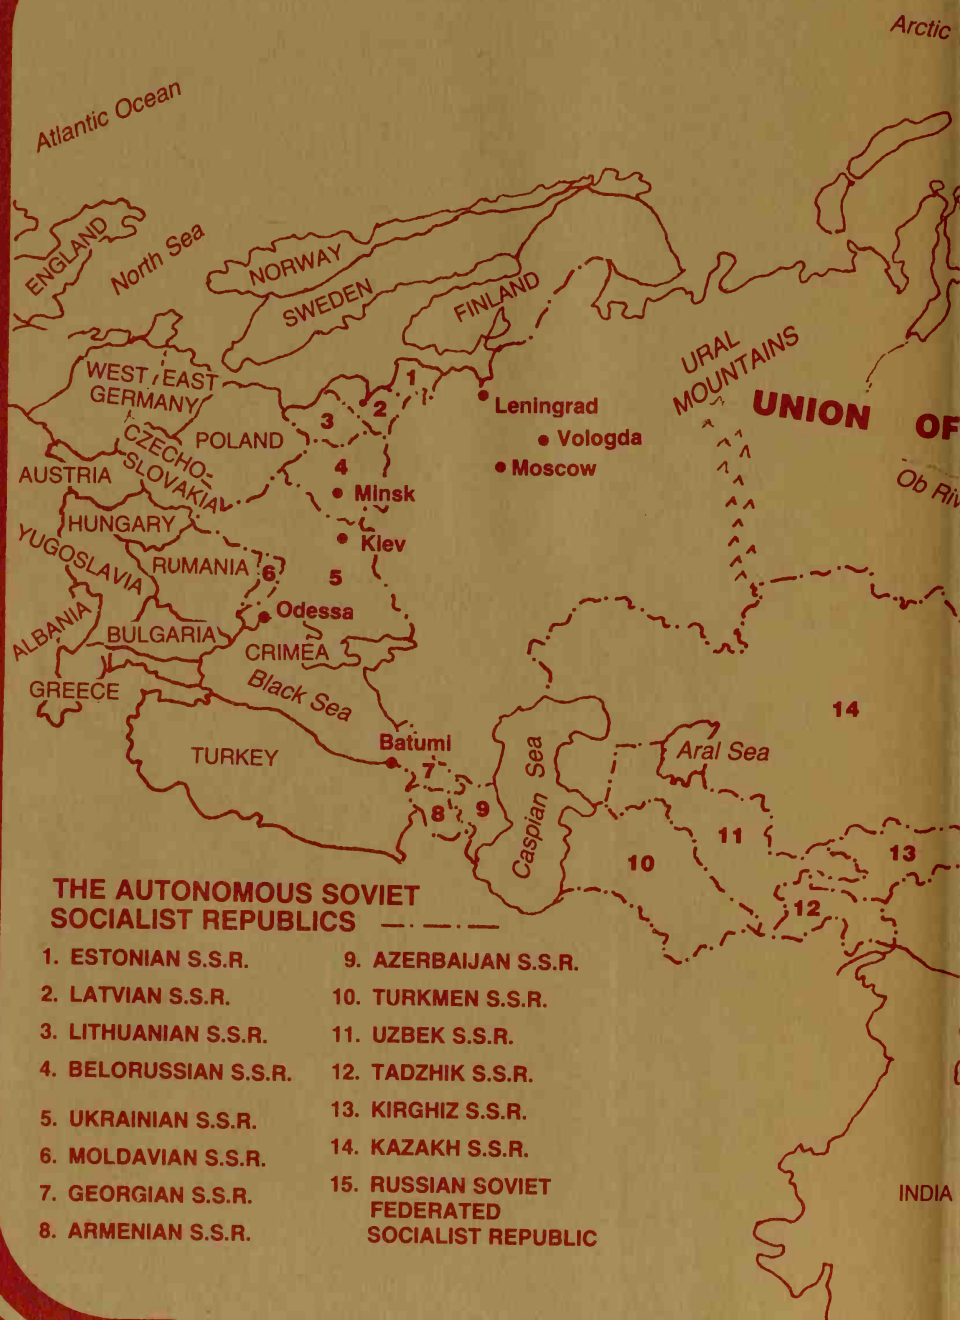 Arctic
Atlantic Ocean
North Sea
ENGLAND
NORWAY
SWEDEN
FINLAND
URAL
MOUNTAINS
UNION OF
WEST EAST
GERMANY
1
2
3
Leningrad
Vologda
Moscow
POLAND
CZECHO-
SLOVAKIA
4
AUSTRIA
Minsk
HUNGARY
Kiev
YUGOSLAVIA
RUMANIA
6
5
Odessa
ALBANIA
BULGARIA
CRIMEA
GREECE
Black Sea
14
TURKEY
Batumi
7
8
9
Caspian Sea
Aral Sea
10
11
12
13
THE AUTONOMOUS SOVIET
SOCIALIST REPUBLICS
1. ESTONIAN S.S.R.
2. LATVIAN S.S.R.
3. LITHUANIAN S.S.R.
4. BELORUSSIAN S.S.R.
5. UKRAINIAN S.S.R.
6. MOLDAVIAN S.S.R.
7. GEORGIAN S.S.R.
8. ARMENIAN S.S.R.
9. AZERBAIJAN S.S.R.
10. TURKMEN S.S.R.
11. UZBEK S.S.R.
12. TADZHIK S.S.R.
13. KIRGHIZ S.S.R.
14. KAZAKH S.S.R.
15. RUSSIAN SOVIET
FEDERATED
SOCIALIST REPUBLIC
INDIA
Ob Riv